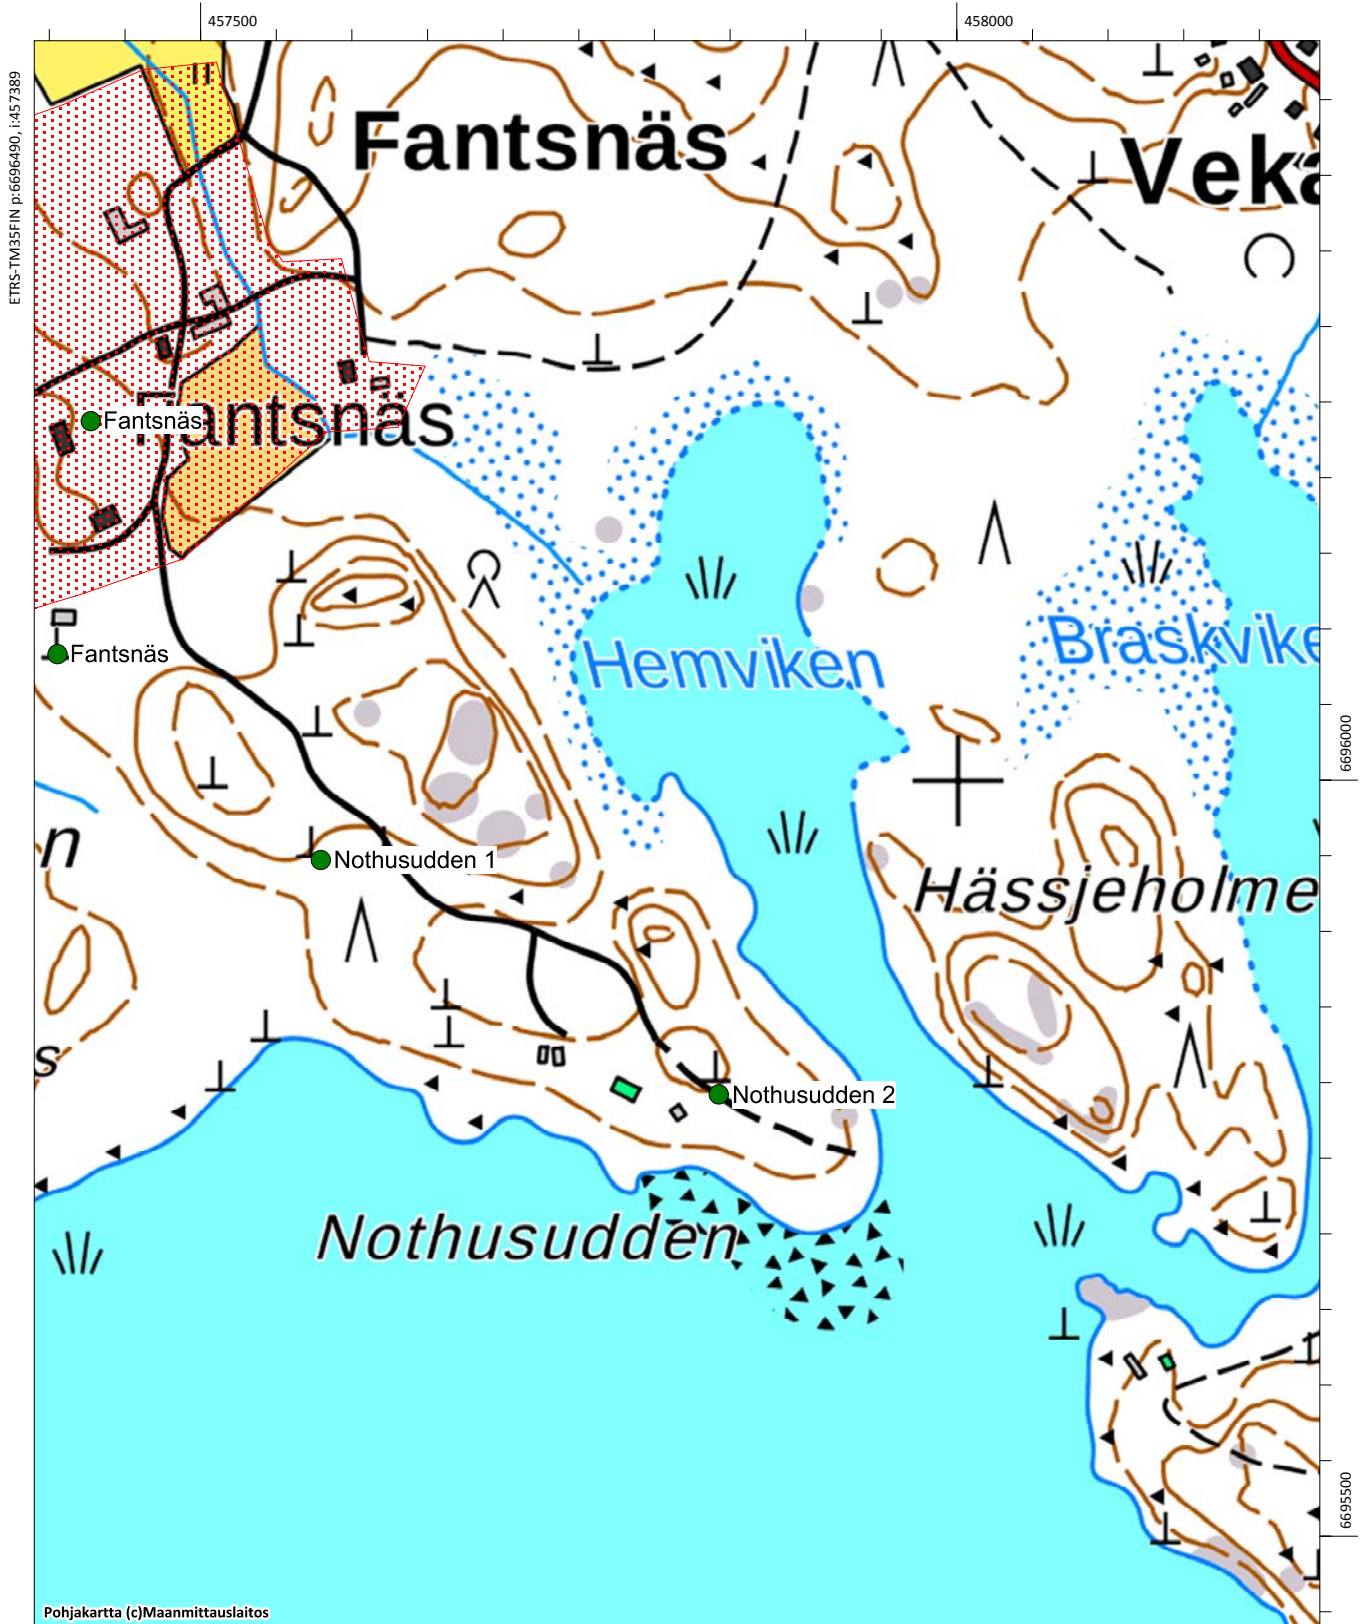 457500
458000
ETRS-TM35FIN p:6696490, i:457389
Fantsnäs
Veka
Fantsnäs
Fantsnäs
Fantsnäs
Hemviken
Braskvike
6696000
n
Nothusudden 1
Hässjeholme
s
Nothusudden 2
Nothusudden
6695500
Pohjakartta (c)Maanmittauslaitos